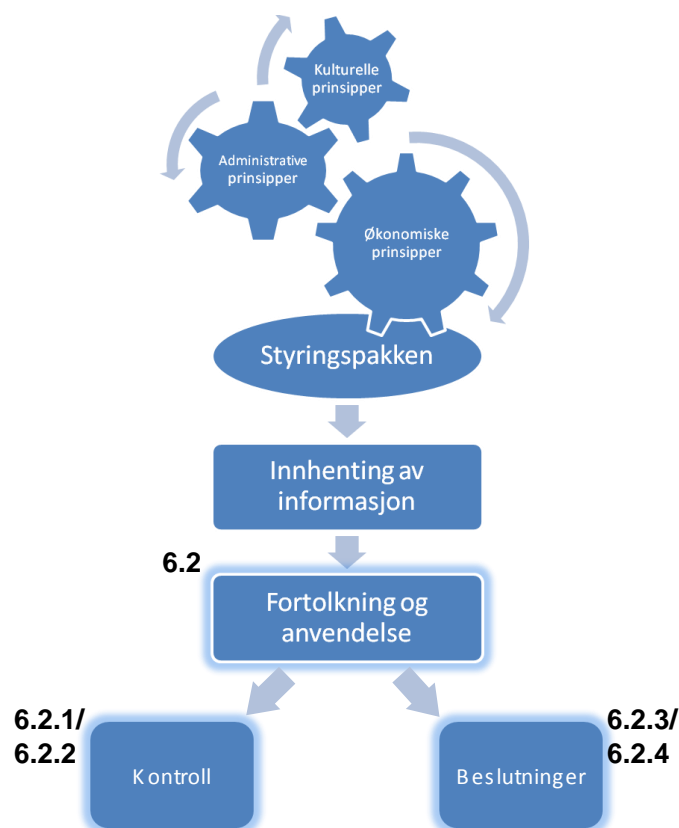 Kulturelle
prinsipper
Administrative
prinsipper
Økonomiske
prinsipper
Styringspakken
Innhenting av
informasjon
6.2
Fortolkning og
anvendelse
6.2.1/
6.2.2
Kontroll
Beslutninger
6.2.3/
6.2.4